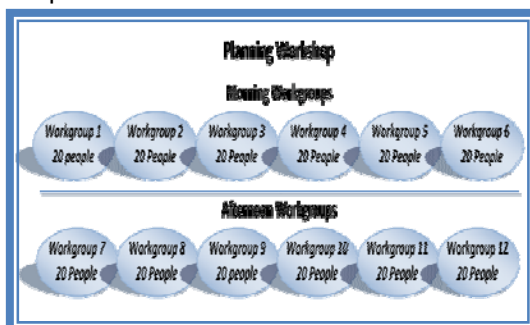 Planning Workshop
Morning Workgroups
Workgroup 1 Workgroup 2 Workgroup 3 Workgroup 4 Workgroup 5 Workgroup 6
20 people 20 People 20 People 20 People 20 People 20 People
Afternoon Workgroups
Workgroup 7 Workgroup 8 Workgroup 9 Workgroup 10 Workgroup 11 Workgroup 12
20 People 20 People 20 people 20 People 20 People 20 People